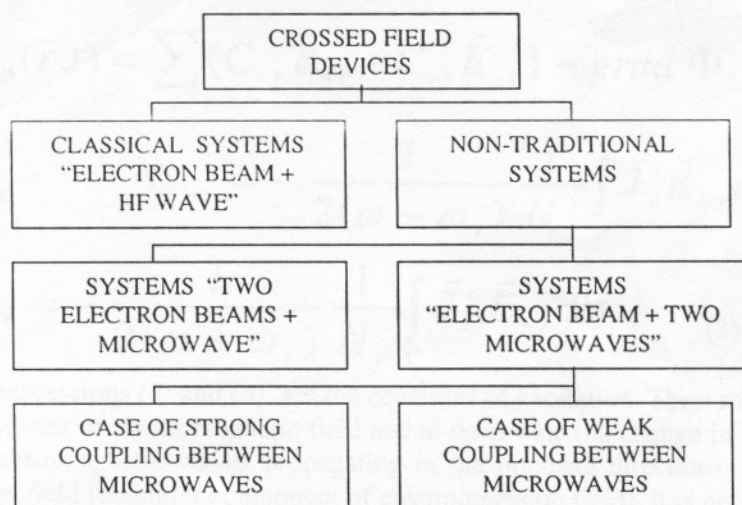 CROSSED FIELD
DEVICES
CLASSICAL SYSTEMS
"ELECTRON BEAM +
HF WAVE"
NON-TRADITIONAL
SYSTEMS
SYSTEMS "TWO
ELECTRON BEAMS +
MICROWAVE"
SYSTEMS
"ELECTRON BEAM + TWO
MICROWAVES"
CASE OF STRONG
COUPLING BETWEEN
MICROWAVES
CASE OF WEAK
COUPLING BETWEEN
MICROWAVES